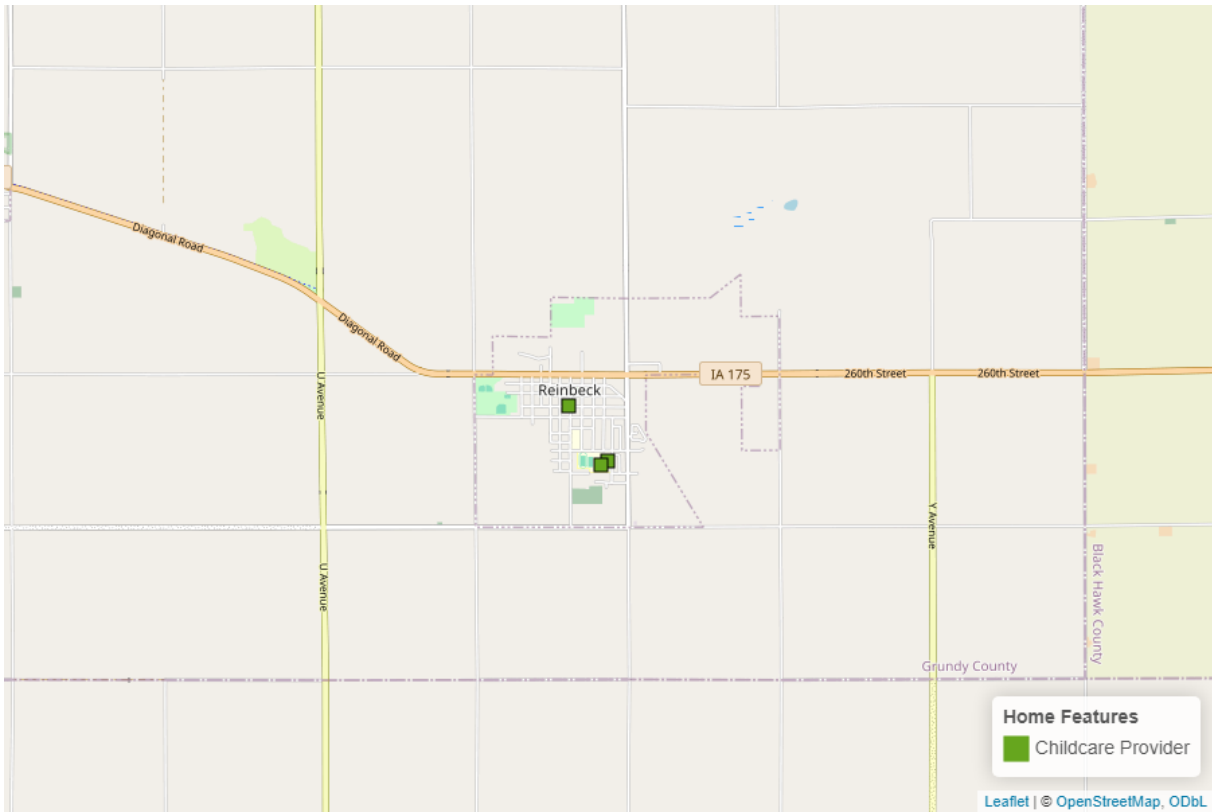 Diagonal Road
Diagonal Road
U Avenue
IA 175
260th Street
260th Street
Reinbeck
Y Avenue
U Avenue
Black Hawk County
Grundy County
Home Features
Childcare Provider
Leaflet | © OpenStreetMap, ODbL